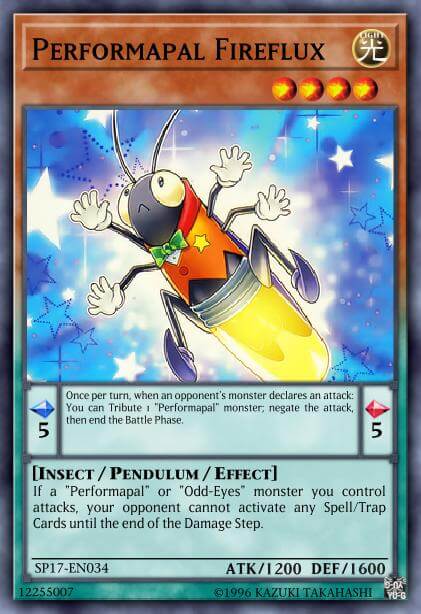 PERFORMAPAL FIREFLUX
LIGHT
光
Once per turn, when an opponent's monster declares an attack:
You can Tribute 1 "Performapal" monster; negate the attack,
then end the Battle Phase.
5
5
[INSECT / PENDULUM / EFFECT]
If a "Performapal" or "Odd-Eyes" monster you control
attacks, your opponent cannot activate any Spell/Trap
Cards until the end of the Damage Step.
SP17-EN034
ATK/1200 DEF/1600
12255007
©1996 KAZUKI TAKAHASHI